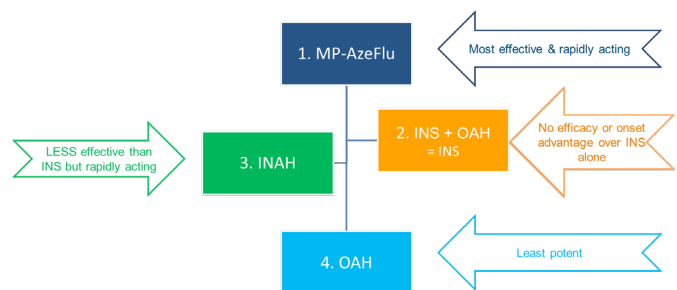 1. MP-AzeFlu
Most effective & rapidly acting
2. INS + OAH
= INS
No efficacy or onset
advantage over INS
alone
3. INAH
LESS effective than
INS but rapidly acting
4. OAH
Least potent